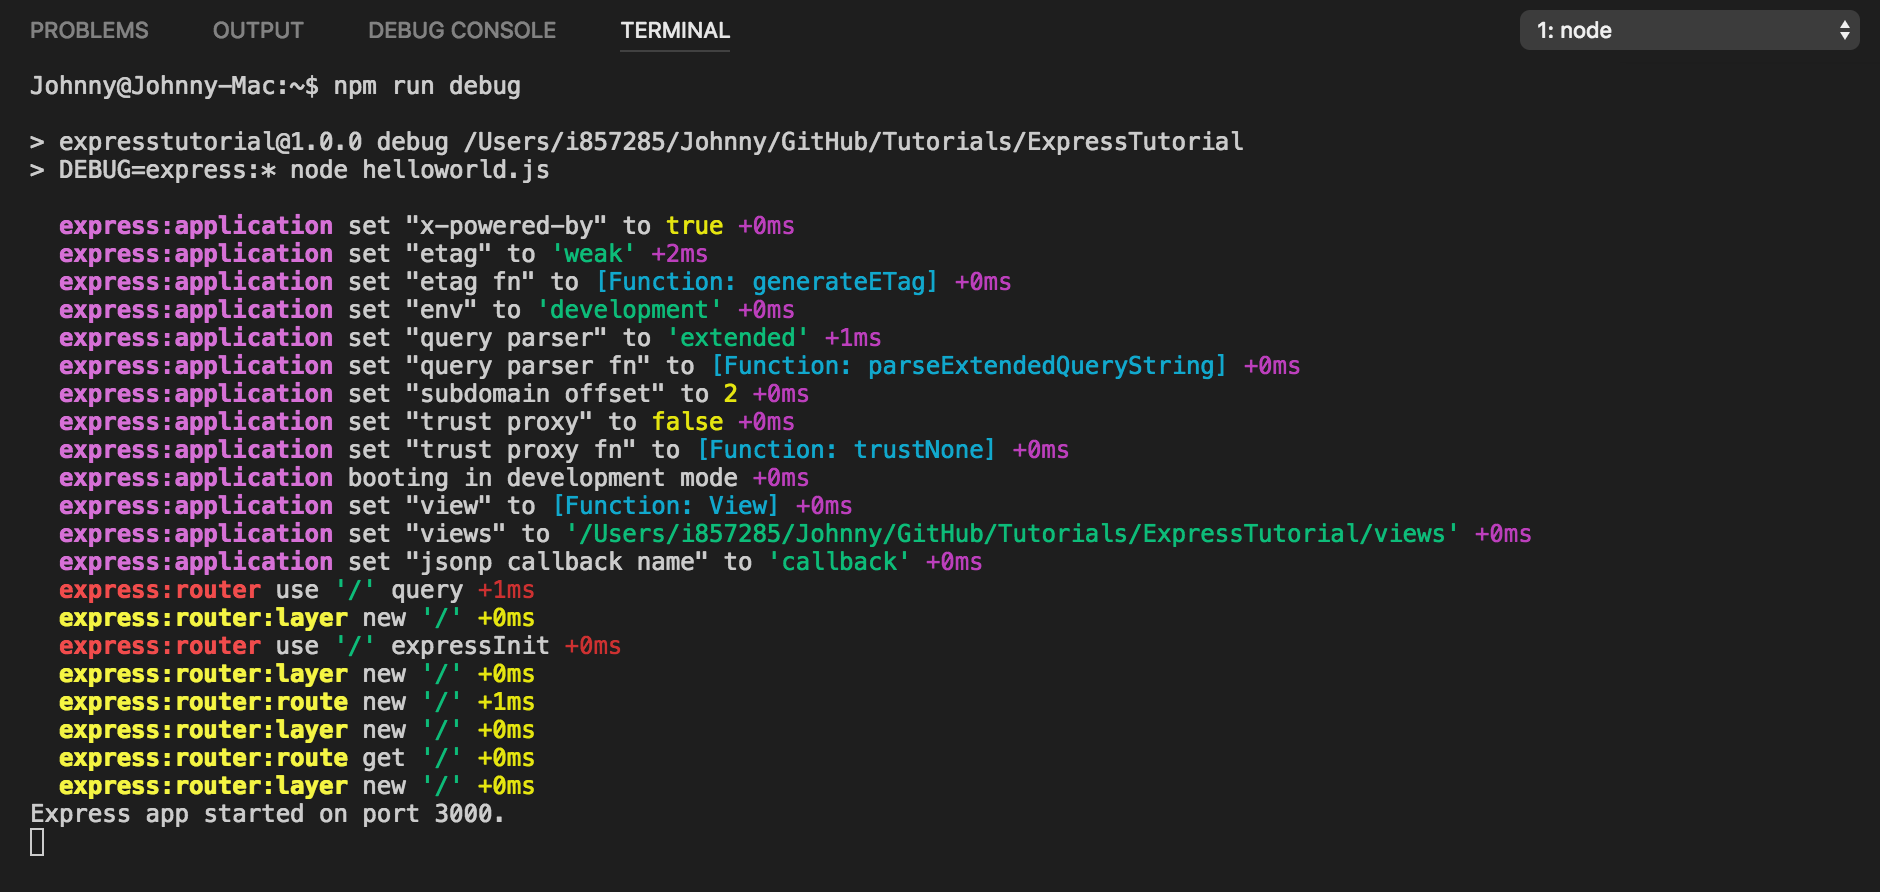 PROBLEMS OUTPUT DEBUG CONSOLE TERMINAL 1: node
Johnny@Johnny-Mac:~$ npm run debug
> expresstutorial@1.0.0 debug /Users/i857285/Johnny/GitHub/Tutorials/ExpressTutorial
> DEBUG=express:* node helloworld.js
express:application set "x-powered-by" to true +0ms
express:application set "etag" to 'weak' +2ms
express:application set "etag fn" to [Function: generateETag] +0ms
express:application set "env" to 'development' +0ms
express:application set "query parser" to 'extended' +1ms
express:application set "query parser fn" to [Function: parseExtendedQueryString] +0ms
express:application set "subdomain offset" to 2 +0ms
express:application set "trust proxy" to false +0ms
express:application set "trust proxy fn" to [Function: trustNone] +0ms
express:application booting in development mode +0ms
express:application set "view" to [Function: View] +0ms
express:application set "views" to '/Users/i857285/Johnny/GitHub/Tutorials/ExpressTutorial/views' +0ms
express:application set "jsonp callback name" to 'callback' +0ms
express:router use '/' query +1ms
express:router:layer new '/' +0ms
express:router use '/' expressInit +0ms
express:router:layer new '/' +0ms
express:router:route new '/' +1ms
express:router:layer new '/' +0ms
express:router:route get '/' +0ms
express:router:layer new '/' +0ms
Express app started on port 3000.